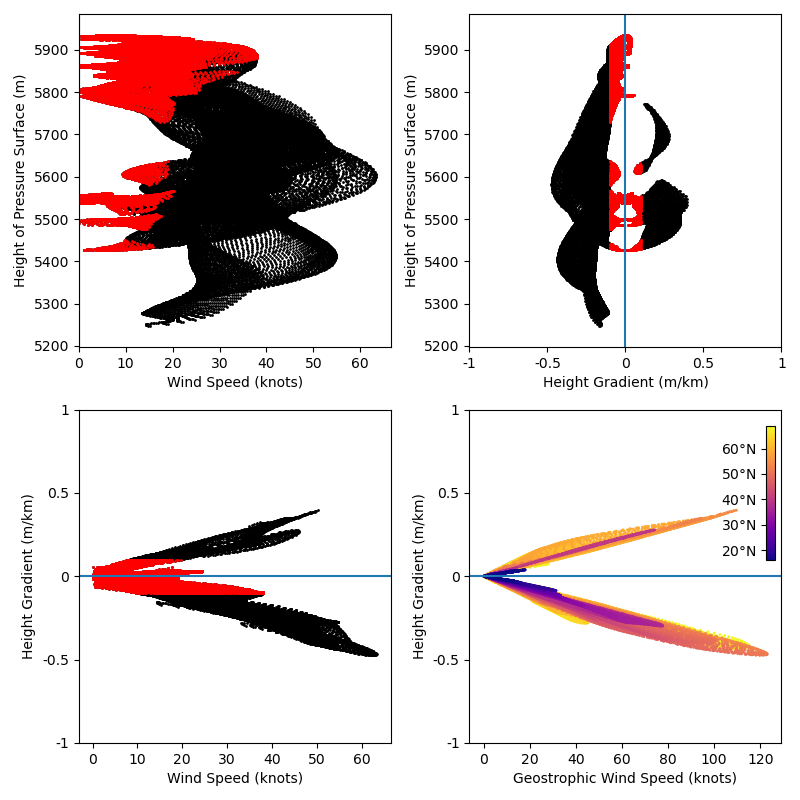 5900
5800
5700
5600
5500
5400
5300
5200
Height of Pressure Surface (m)
0 10 20 30 40 50 60
Wind Speed (knots)
5900
5800
5700
5600
5500
5400
5300
5200
Height of Pressure Surface (m)
-1 -0.5 0 0.5 1
Height Gradient (m/km)
1
0.5
0
-0.5
-1
Height Gradient (m/km)
0 10 20 30 40 50 60
Wind Speed (knots)
1
0.5
0
-0.5
-1
Height Gradient (m/km)
60°N
50°N
40°N
30°N
20°N
0 20 40 60 80 100 120
Geostrophic Wind Speed (knots)